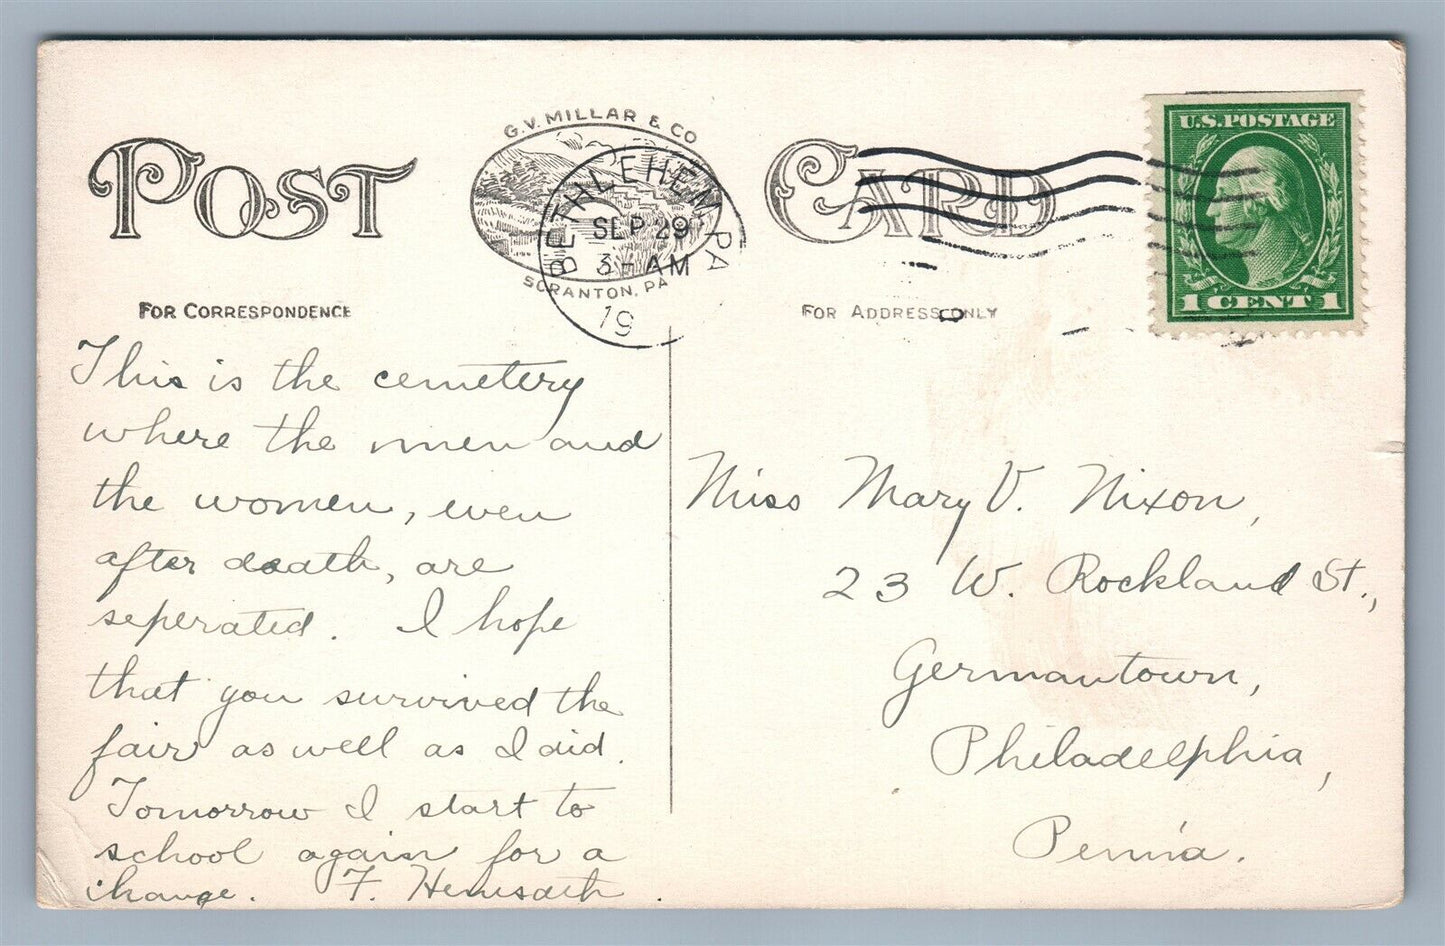 POST CARD
G.V. MILLAR & CO
SCRANTON, PA
BETHLEHEM, PA
SEP 29
3-AM
19
U.S. POSTAGE
1 CENT 1
FOR CORRESPONDENCE
FOR ADDRESS ONLY
This is the cemetery
where the men and
the women, even
after death, are
seperated. I hope
that you survived the
fair as well as I did.
Tomorrow I start to
school again for a
change. F.
Miss Mary V. Nixon,
23 W. Rockland St.,
Germantown,
Philadelphia,
Penn'a.